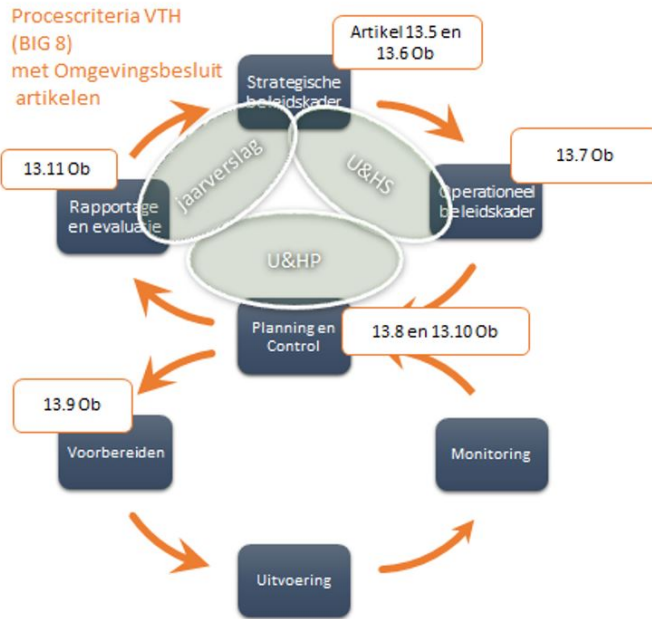 Procescriteria VTH
(BIG 8)
met Omgevingsbesluit
artikelen
Artikel 13.5 en
13.6 Ob
Strategische
beleidskader
13.11 Ob
jaarverslag
U&HS
13.7 Ob
Rapportage
en evaluatie
Operationeel
beleidskader
U&HP
Planning en
Control
13.8 en 13.10 Ob
13.9 Ob
Voorbereiden
Monitoring
Uitvoering